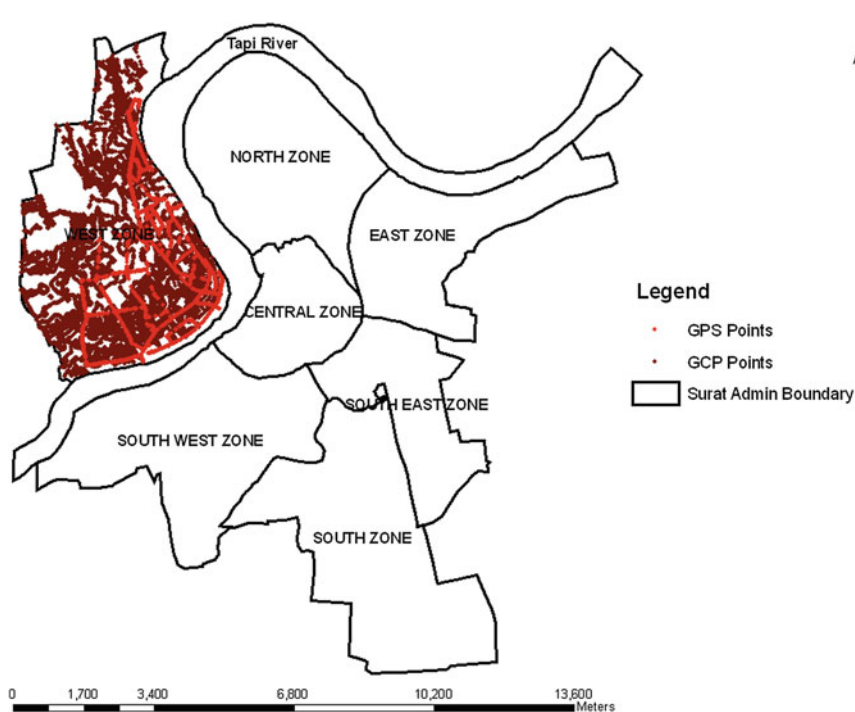 Tapi River
NORTH ZONE
EAST ZONE
WEST ZONE
CENTRAL ZONE
Legend
GPS Points
GCP Points
Surat Admin Boundary
SOUTH EAST ZONE
SOUTH WEST ZONE
SOUTH ZONE
0 1,700 3,400 6,800 10,200 13,600
Meters